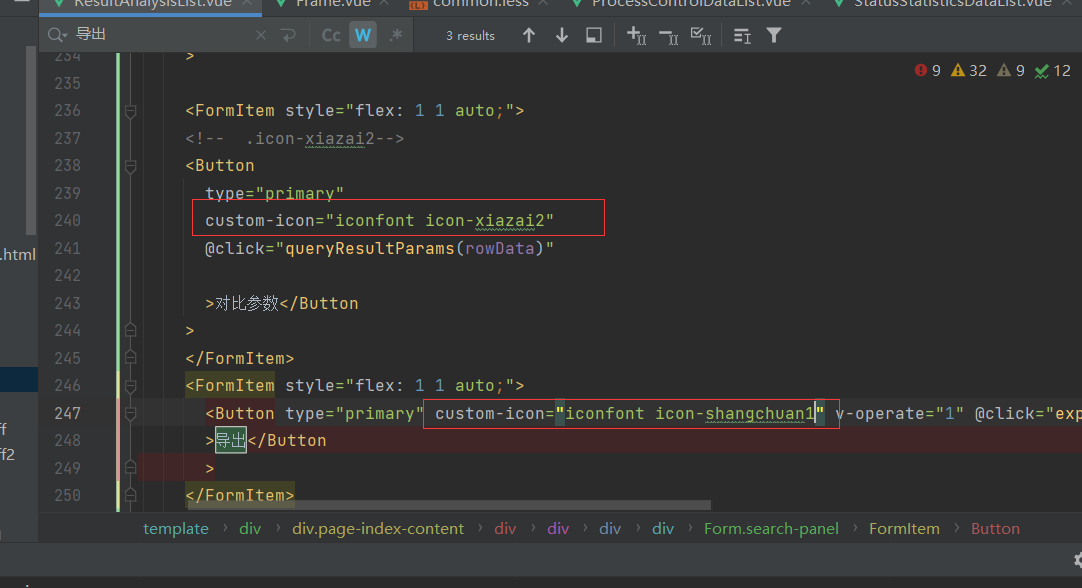 ResultAnalysisList.vue Frame.vue common.less ProcessControlDataList.vue StatusStatisticsDataList.vue
导出 Cc W .* 3 results
9 32 9 12
234 >
235
236 <FormItem style="flex: 1 1 auto;">
237 <!-- .icon-xiazai2-->
238 <Button
239 type="primary"
240 custom-icon="iconfont icon-xiazai2"
241 @click="queryResultParams(rowData)"
242
243 >对比参数</Button
244 >
245 </FormItem>
246 <FormItem style="flex: 1 1 auto;">
247 <Button type="primary" custom-icon="iconfont icon-shangchuan1" v-operate="1" @click="exp
248 >导出</Button
249 >
250 </FormItem>
.html
ff
ff2
template div div.page-index-content div div div div Form.search-panel FormItem Button